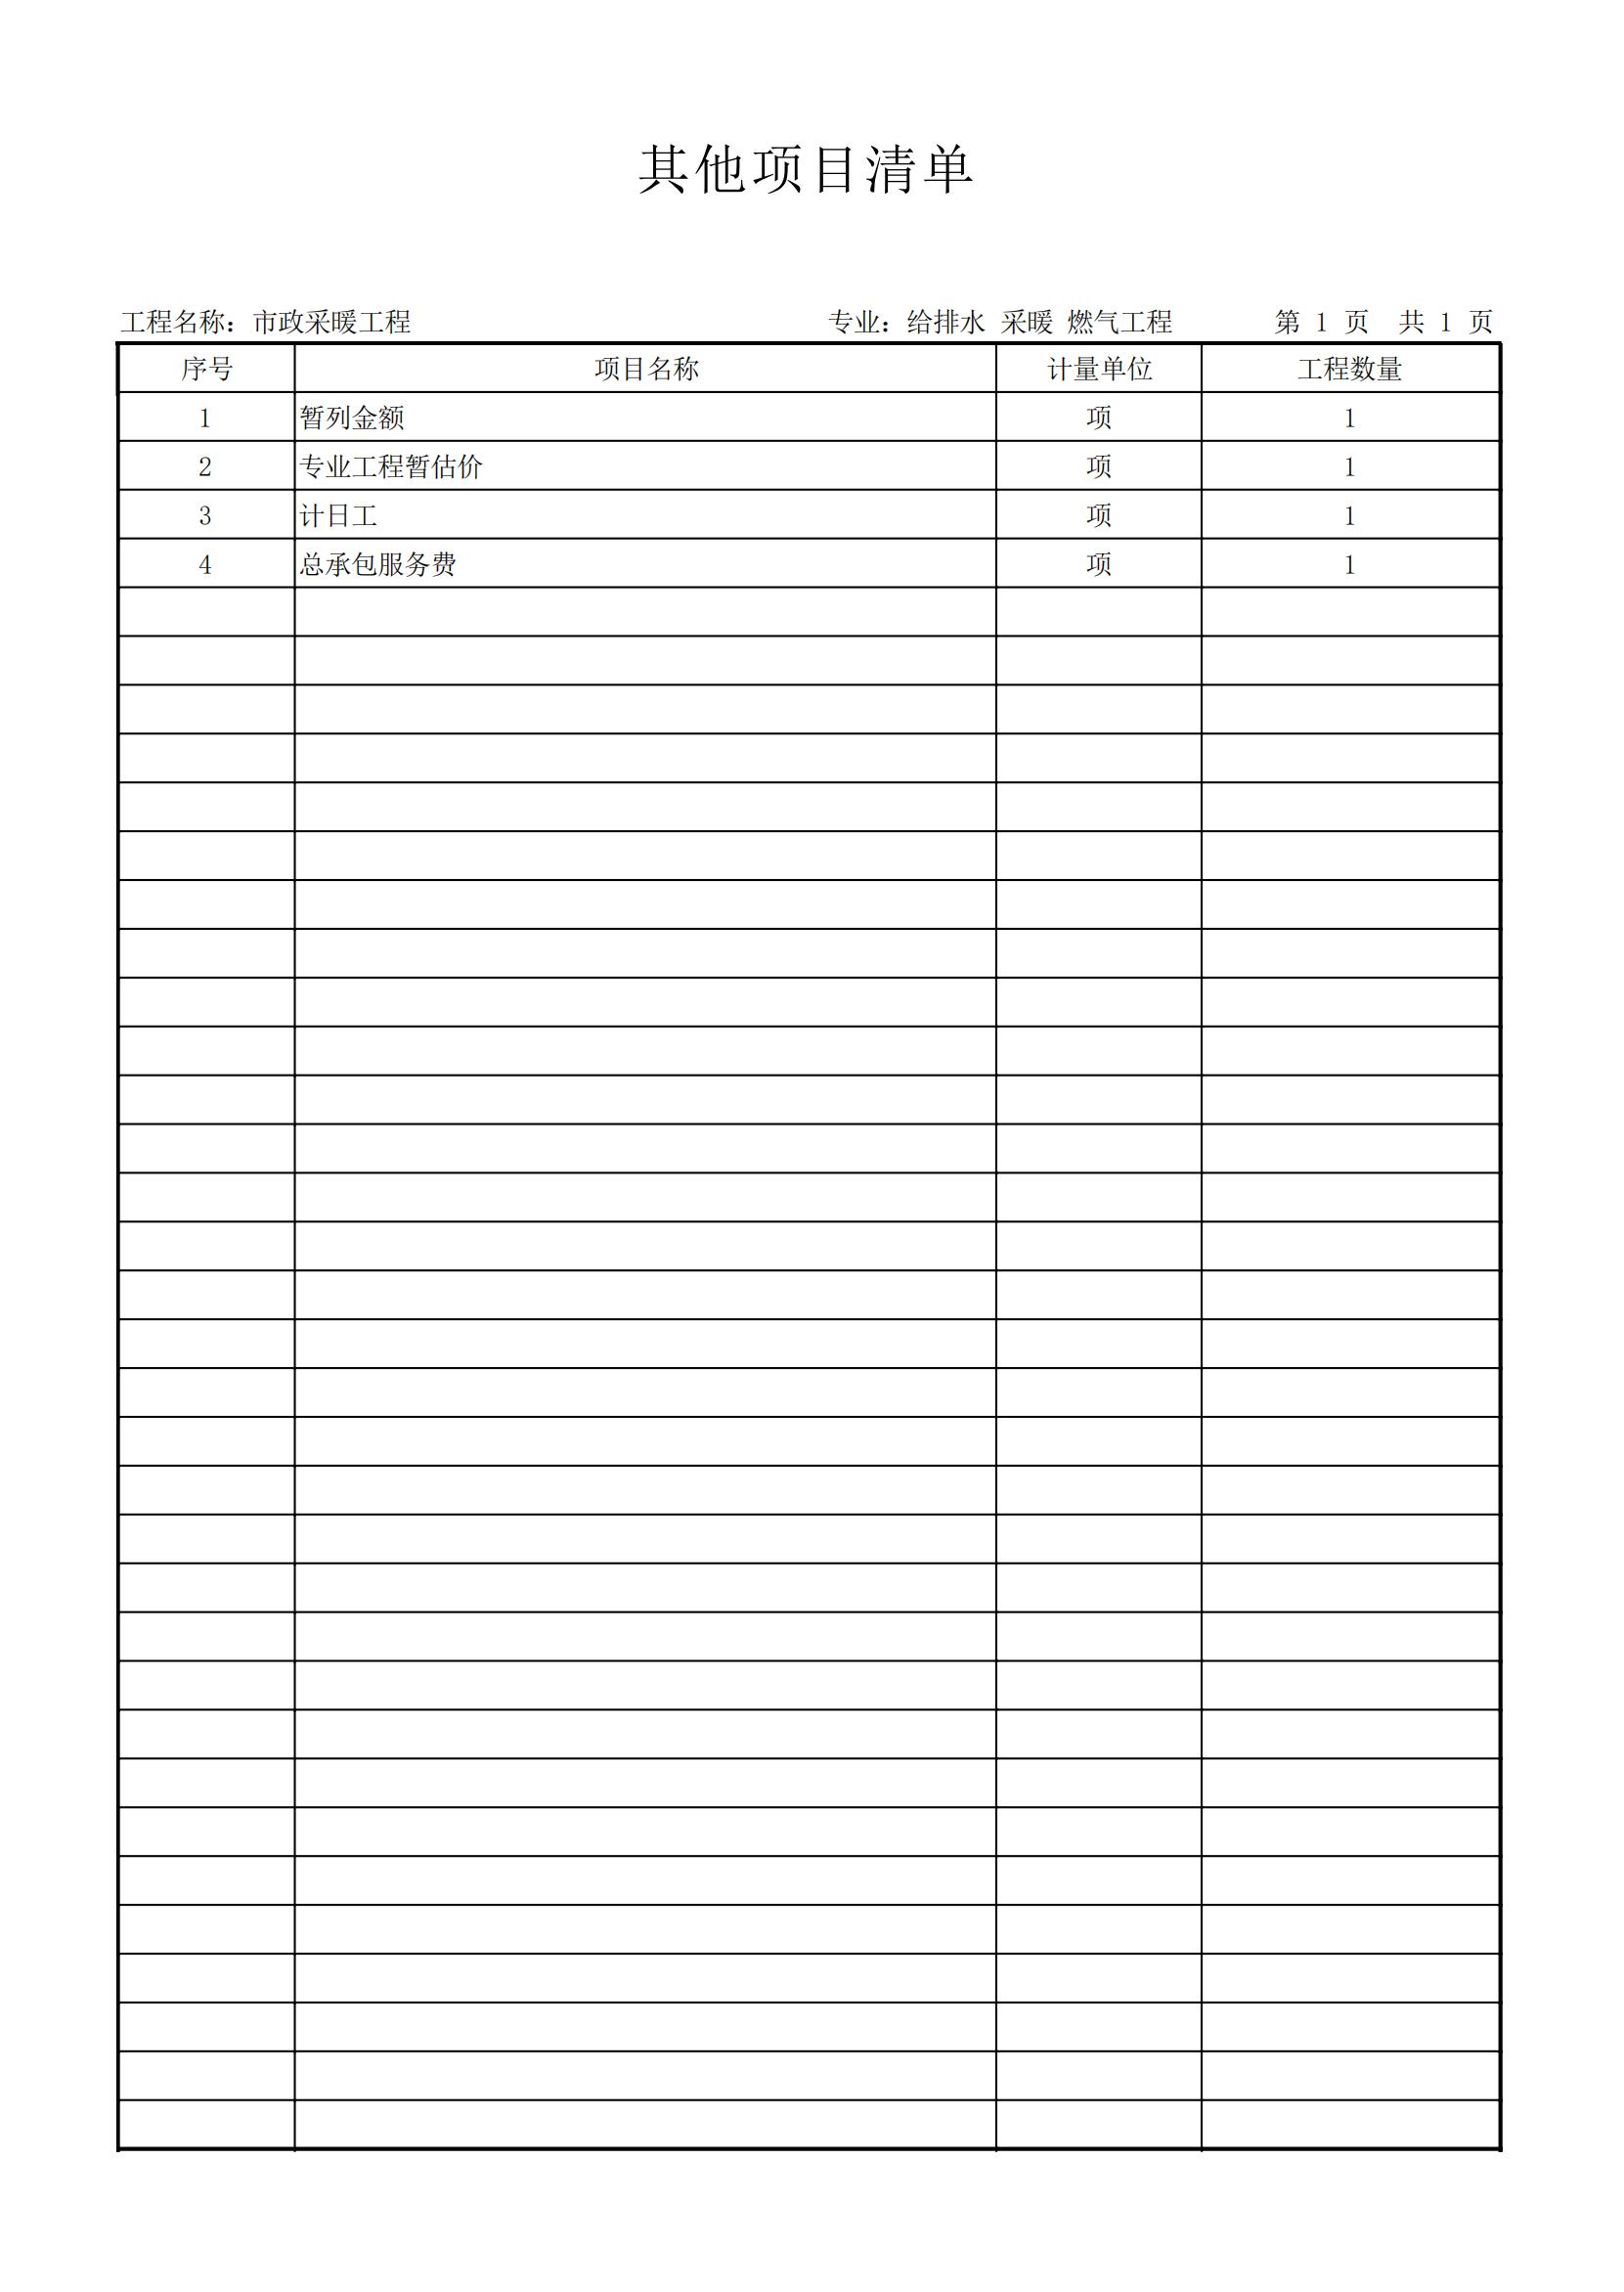 其他项目清单
工程名称：市政采暖工程 专业：给排水 采暖 燃气工程 第 1 页 共 1 页
序号 项目名称 计量单位 工程数量
1 暂列金额 项 1
2 专业工程暂估价 项 1
3 计日工 项 1
4 总承包服务费 项 1